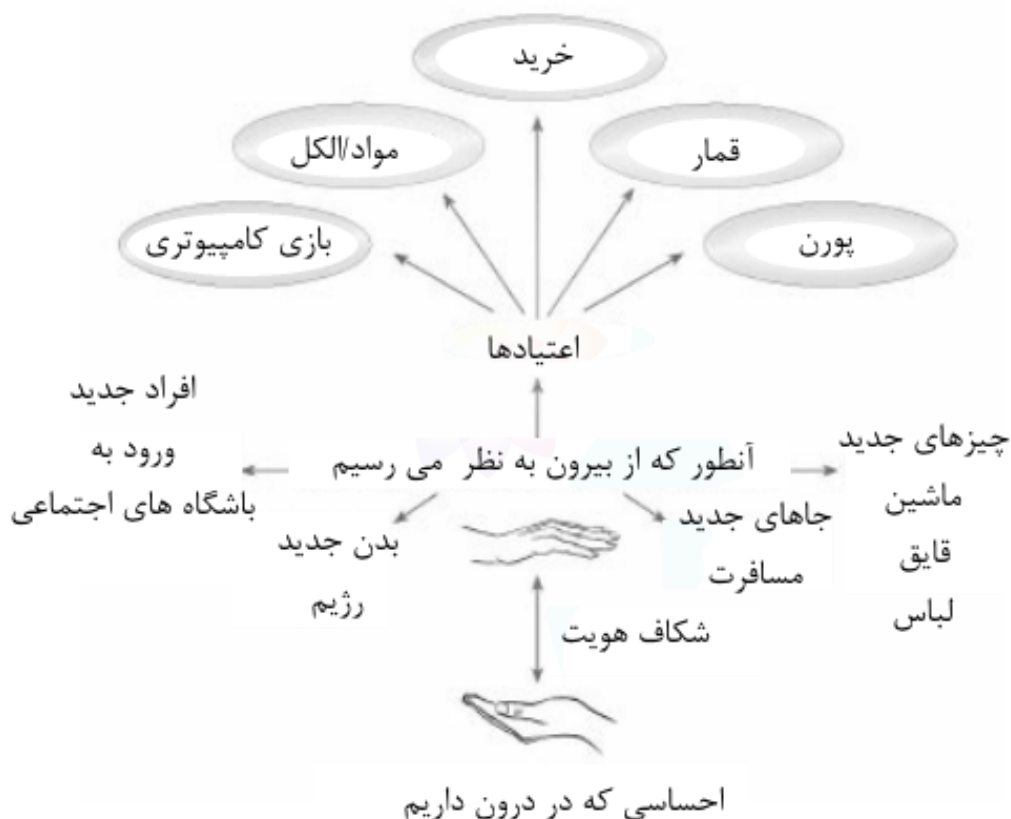 خرید
مواد/الکل
قمار
بازی کامپیوتری
پورن
اعتیادها
افراد جدید
ورود به
باشگاه های اجتماعی
آنطور که از بیرون به نظر می رسیم
چیزهای جدید
ماشین
قایق
لباس
بدن جدید
رژیم
جاهای جدید
مسافرت
شکاف هویت
احساسی که در درون داریم